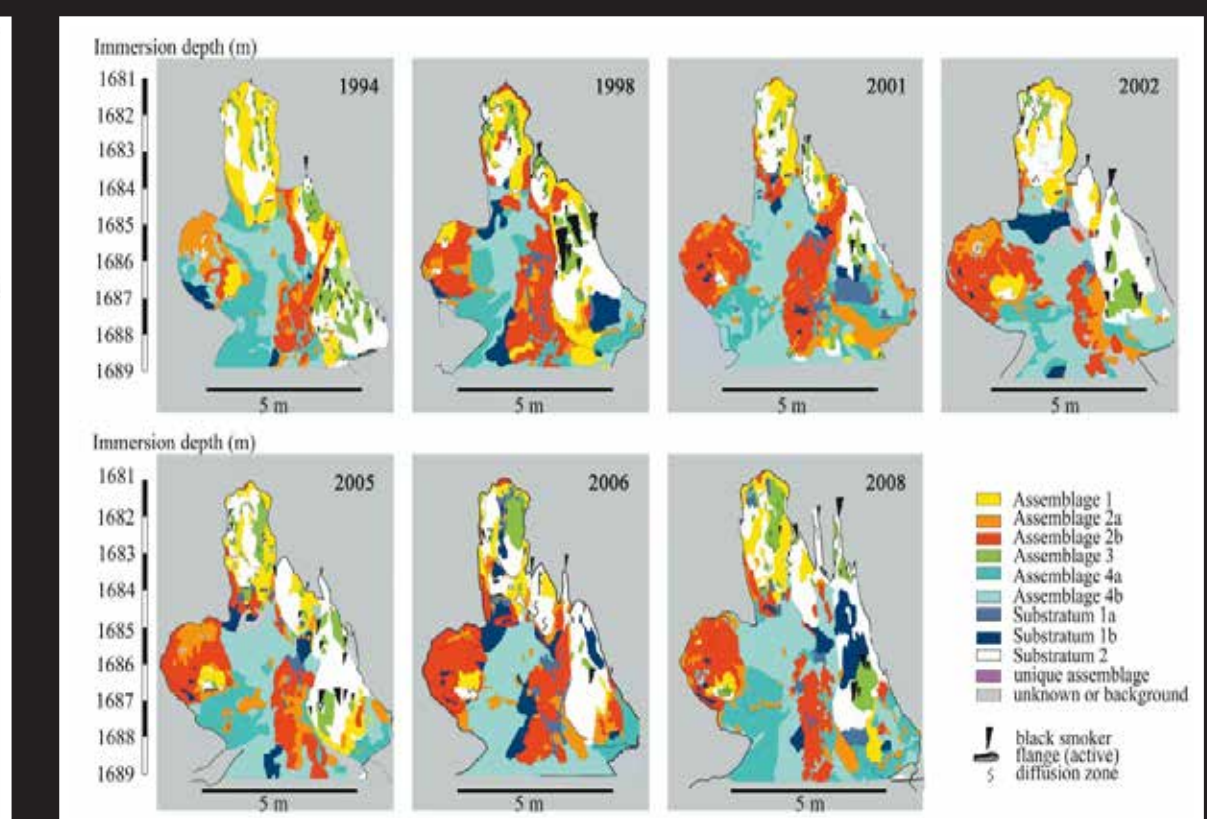 Immersion depth (m)
1681
1682
1683
1684
1685
1686
1687
1688
1689
1994
1998
2001
2002
5 m
5 m
5 m
5 m
Immersion depth (m)
1681
1682
1683
1684
1685
1686
1687
1688
1689
2005
2006
2008
5 m
5 m
5 m
Assemblage 1
Assemblage 2a
Assemblage 2b
Assemblage 3
Assemblage 4a
Assemblage 4b
Substratum 1a
Substratum 1b
Substratum 2
unique assemblage
unknown or background
black smoker
flange (active)
diffusion zone